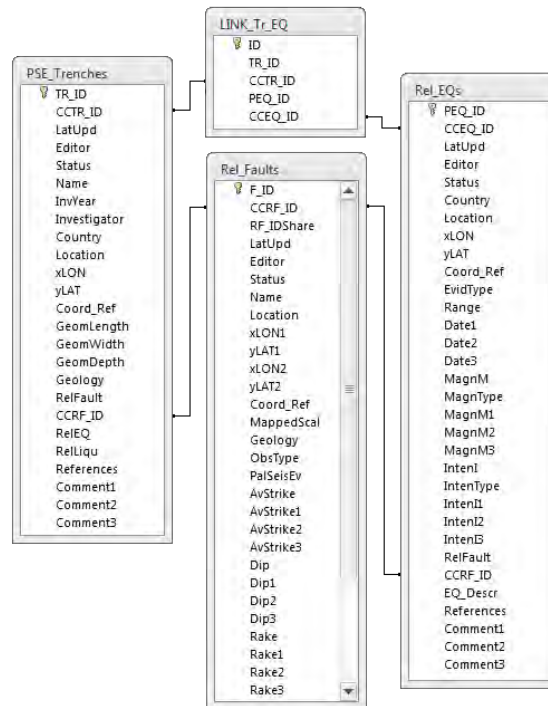 LINK_Tr_EQ
ID
TR_ID
CCTR_ID
PEQ_ID
CCEQ_ID
PSE_Trenches
TR_ID
CCTR_ID
LatUpd
Editor
Status
Name
InvYear
Investigator
Country
Location
xLON
yLAT
Coord_Ref
GeomLength
GeomWidth
GeomDepth
Geology
RelFault
CCRF_ID
RelEQ
RelLiqu
References
Comment1
Comment2
Comment3
Rel_Faults
F_ID
CCRF_ID
RF_IDShare
LatUpd
Editor
Status
Name
Location
xLON1
yLAT1
xLON2
yLAT2
Coord_Ref
MappedScal
Geology
ObsType
PalSeisEv
AvStrike
AvStrike1
AvStrike2
AvStrike3
Dip
Dip1
Dip2
Dip3
Rake
Rake1
Rake2
Rake3
Rel_EQs
PEQ_ID
CCEQ_ID
LatUpd
Editor
Status
Country
Location
xLON
yLAT
Coord_Ref
EvidType
Range
Date1
Date2
Date3
MagnM
MagnType
MagnM1
MagnM2
MagnM3
IntenI
IntenType
IntenI1
IntenI2
IntenI3
RelFault
CCRF_ID
EQ_Descr
References
Comment1
Comment2
Comment3